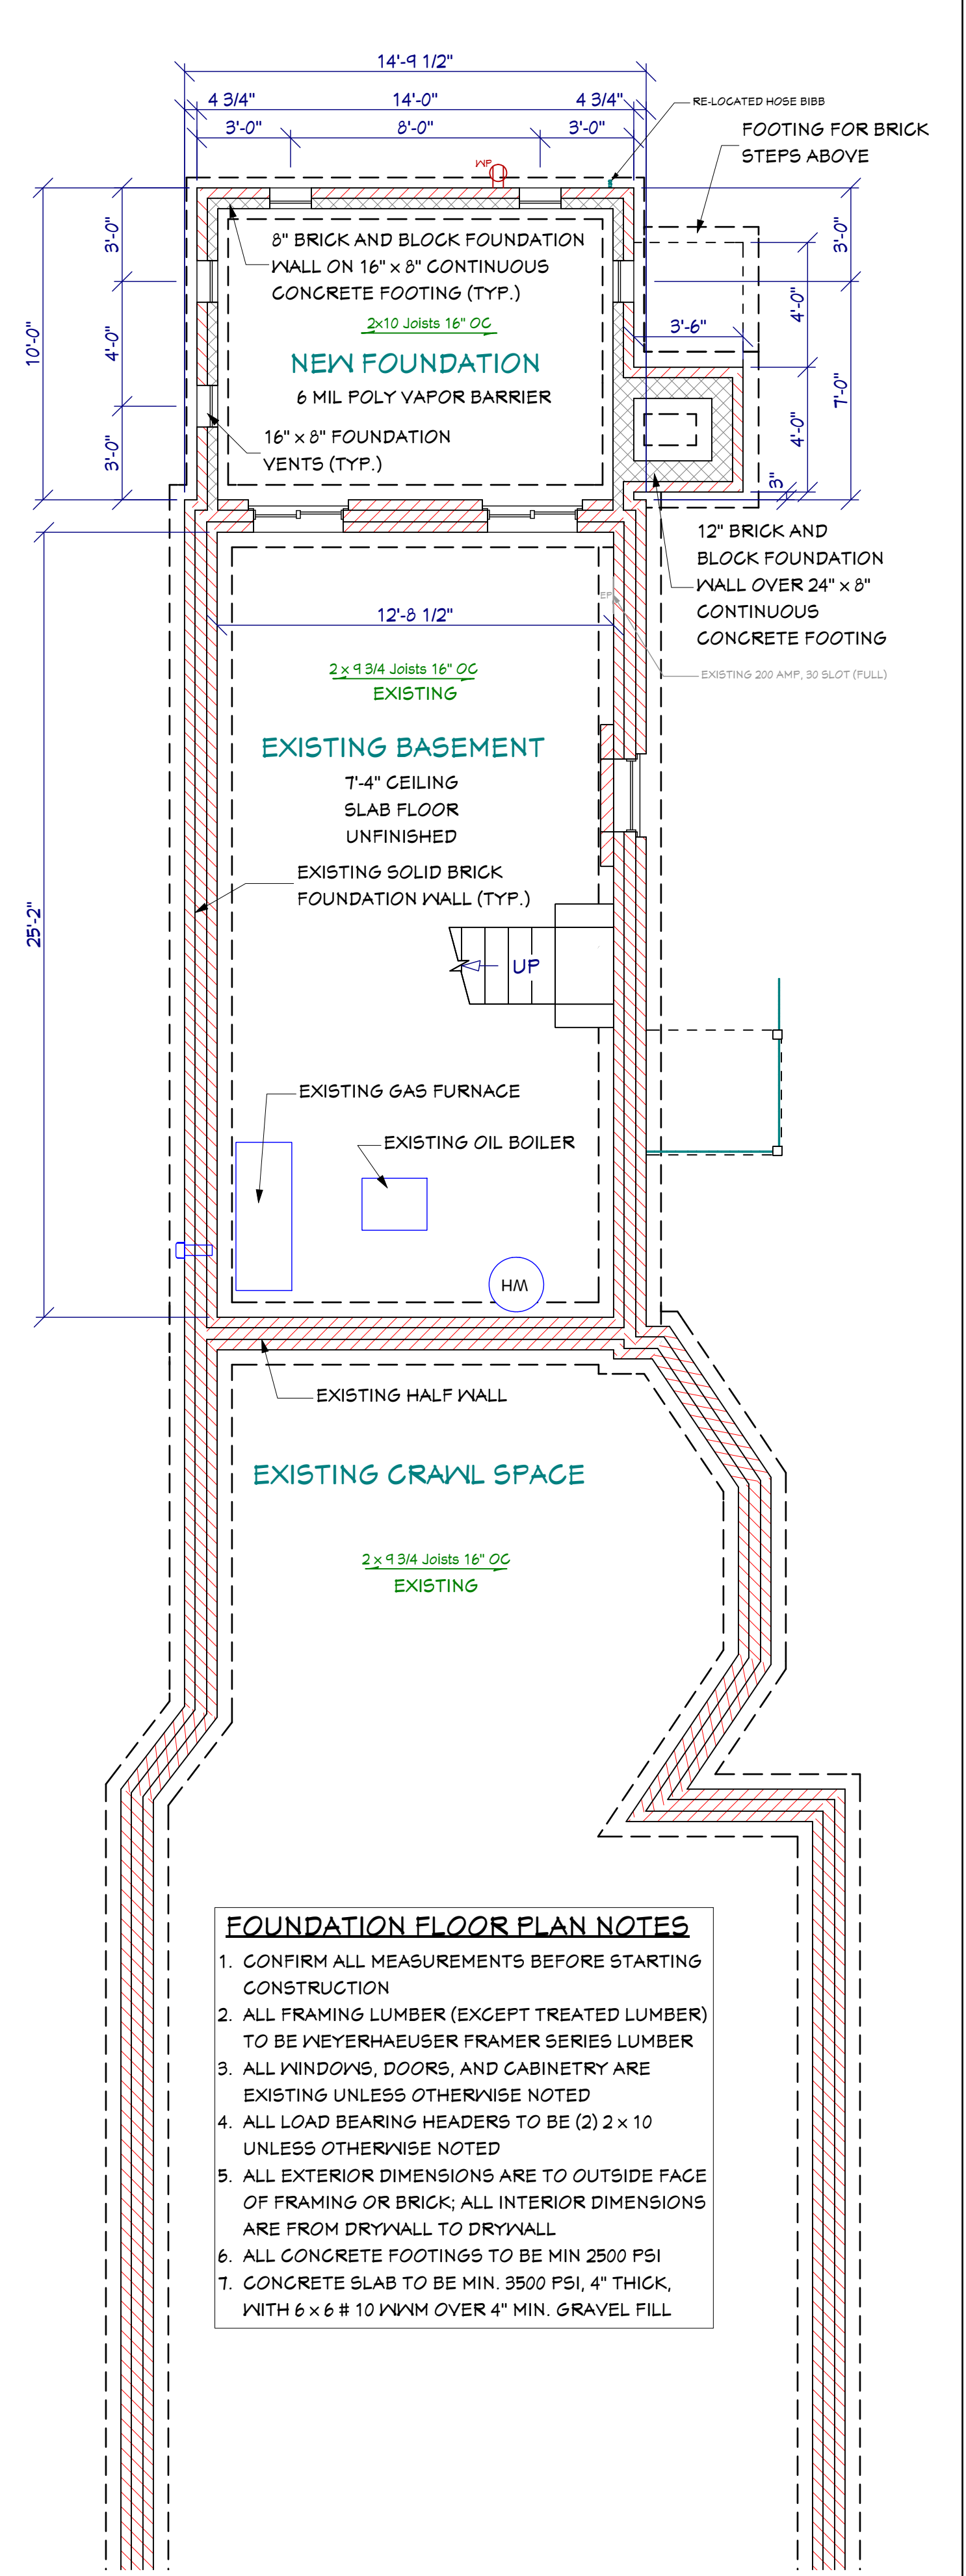 14'-9 1/2"
4 3/4"
14'-0"
4 3/4"
3'-0"
8'-0"
3'-0"
RE-LOCATED HOSE BIBB
FOOTING FOR BRICK
STEPS ABOVE
WP
3'-0"
4'-0"
3'-0"
10'-0"
8" BRICK AND BLOCK FOUNDATION
WALL ON 16" x 8" CONTINUOUS
CONCRETE FOOTING (TYP.)
2x10 Joists 16" OC
NEW FOUNDATION
6 MIL POLY VAPOR BARRIER
16" x 8" FOUNDATION
VENTS (TYP.)
3'-6"
3'-0"
4'-0"
7'-0"
4'-0"
3"
12" BRICK AND
BLOCK FOUNDATION
WALL OVER 24" x 8"
CONTINUOUS
CONCRETE FOOTING
EP
EXISTING 200 AMP, 30 SLOT (FULL)
12'-8 1/2"
2 x 9 3/4 Joists 16" OC
EXISTING
EXISTING BASEMENT
7'-4" CEILING
SLAB FLOOR
UNFINISHED
EXISTING SOLID BRICK
FOUNDATION WALL (TYP.)
25'-2"
UP
EXISTING GAS FURNACE
EXISTING OIL BOILER
WH
EXISTING HALF WALL
EXISTING CRAWL SPACE
2 x 9 3/4 Joists 16" OC
EXISTING
FOUNDATION FLOOR PLAN NOTES
1. CONFIRM ALL MEASUREMENTS BEFORE STARTING
CONSTRUCTION
2. ALL FRAMING LUMBER (EXCEPT TREATED LUMBER)
TO BE WEYERHAEUSER FRAMER SERIES LUMBER
3. ALL WINDOWS, DOORS, AND CABINETRY ARE
EXISTING UNLESS OTHERWISE NOTED
4. ALL LOAD BEARING HEADERS TO BE (2) 2 x 10
UNLESS OTHERWISE NOTED
5. ALL EXTERIOR DIMENSIONS ARE TO OUTSIDE FACE
OF FRAMING OR BRICK; ALL INTERIOR DIMENSIONS
ARE FROM DRYWALL TO DRYWALL
6. ALL CONCRETE FOOTINGS TO BE MIN 2500 PSI
7. CONCRETE SLAB TO BE MIN. 3500 PSI, 4" THICK,
WITH 6 x 6 # 10 WWM OVER 4" MIN. GRAVEL FILL